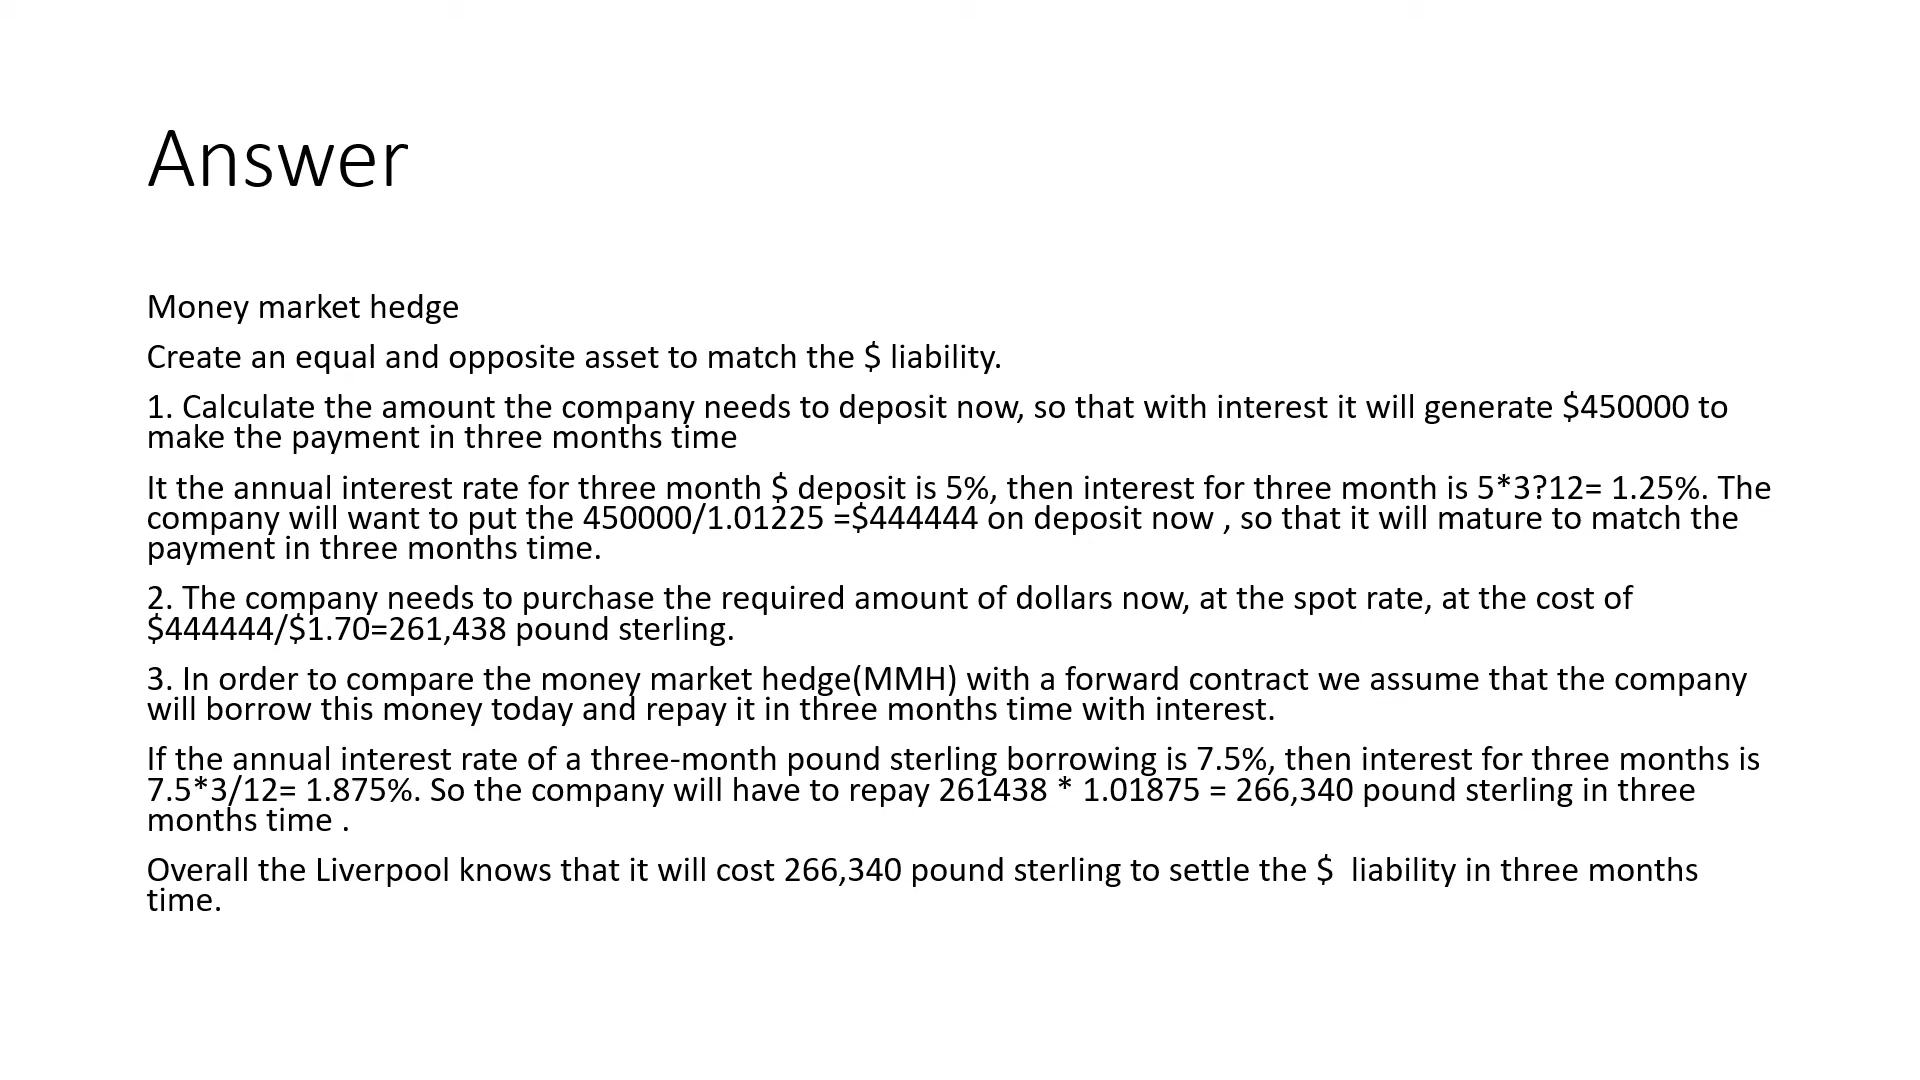 Answer
Money market hedge
Create an equal and opposite asset to match the $ liability.
1. Calculate the amount the company needs to deposit now, so that with interest it will generate $450000 to
make the payment in three months time
It the annual interest rate for three month $ deposit is 5%, then interest for three month is 5*3?12= 1.25%. The
company will want to put the 450000/1.01225 =$444444 on deposit now , so that it will mature to match the
payment in three months time.
2. The company needs to purchase the required amount of dollars now, at the spot rate, at the cost of
$444444/$1.70=261,438 pound sterling.
3. In order to compare the money market hedge(MMH) with a forward contract we assume that the company
will borrow this money today and repay it in three months time with interest.
If the annual interest rate of a three-month pound sterling borrowing is 7.5%, then interest for three months is
7.5*3/12= 1.875%. So the company will have to repay 261438 * 1.01875 = 266,340 pound sterling in three
months time .
Overall the Liverpool knows that it will cost 266,340 pound sterling to settle the $  liability in three months
time.